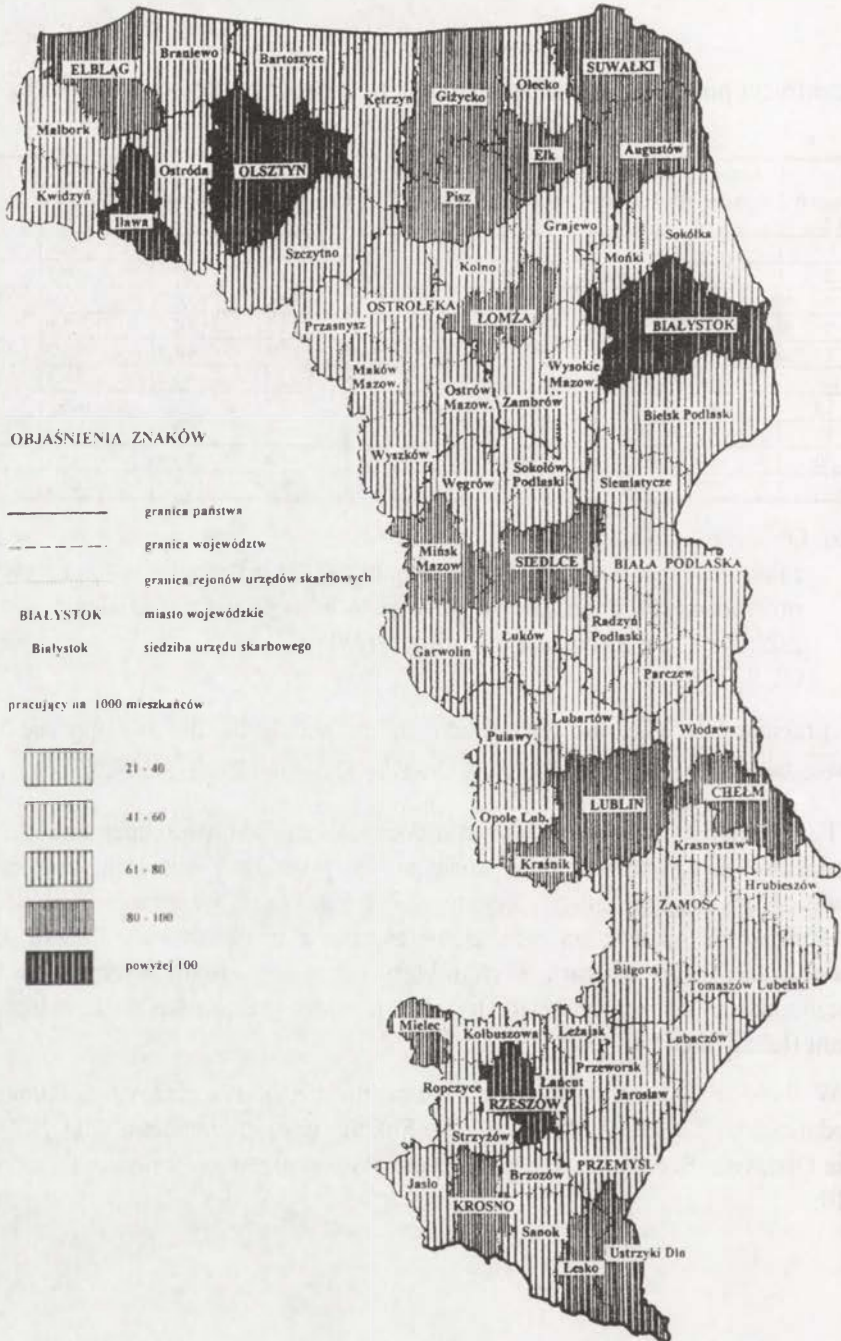 ELBLĄG
Braniewo
Bartoszyce
Kętrzyn
Giżycko
Olecko
SUWAŁKI
Malbork
Kwidzyń
Iława
Ostróda
OLSZTYN
Pisz
Ełk
Augustów
Szczytno
Grajewo
Mońki
Sokółka
Kolno
OSTROŁĘKA
ŁOMŻA
BIAŁYSTOK
Przasnysz
Maków
Mazow.
Ostrów
Mazow.
Zambrów
Wysokie
Mazow.
Bielsk Podlaski
Wyszków
Węgrów
Sokołów
Podlaski
Siemiatycze
OBJAŚNIENIA ZNAKÓW
granica państwa
granica województw
granica rejonów urzędów skarbowych
BIAŁYSTOK miasto wojewódzkie
Białystok siedziba urzędu skarbowego
pracujący na 1000 mieszkańców
21 - 40
41 - 60
61 - 80
80 - 100
powyżej 100
Mińsk
Mazow
SIEDLCE
BIAŁA PODLASKA
Garwolin
Łuków
Radzyń
Podlaski
Parczew
Puławy
Lubartów
Włodawa
Opole Lub.
LUBLIN
CHEŁM
Kraśnik
Krasnystaw
Hrubieszów
ZAMOŚĆ
Biłgoraj
Tomaszów Lubelski
Mielec
Kolbuszowa
Leżajsk
Lubaczów
Ropczyce
Łańcut
Przeworsk
RZESZÓW
Jarosław
Strzyżów
Jasło
KROSNO
Brzozów
PRZEMYŚL
Sanok
Lesko
Ustrzyki Dln